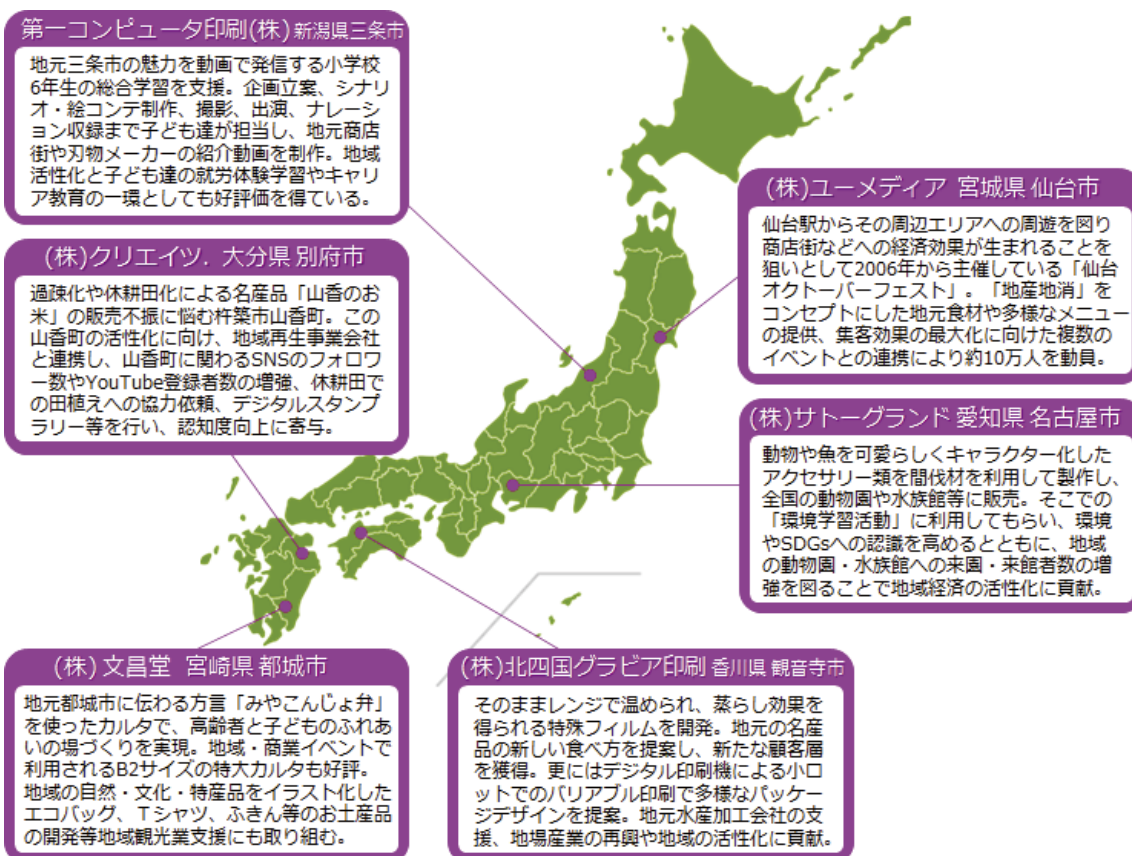 第一コンピュータ印刷(株) 新潟県三条市
地元三条市の魅力を動画で発信する小学校
6年生の総合学習を支援。企画立案、シナリ
オ・絵コンテ制作、撮影、出演、ナレーシ
ョン収録まで子ども達が担当し、地元商店
街や刃物メーカーの紹介動画を制作。地域
活性化と子ども達の就労体験学習やキャリ
ア教育の一環としても好評価を得ている。
(株)クリエイツ. 大分県 別府市
過疎化や休耕田化による名産品「山香のお
米」の販売不振に悩む杵築市山香町。この
山香町の活性化に向け、地域再生事業会社
と連携し、山香町に関わるSNSのフォロワ
ー数やYouTube登録者数の増強、休耕田で
の田植えへの協力依頼、デジタルスタンプ
ラリー等を行い、認知度向上に寄与。
(株)ユーメディア 宮城県 仙台市
仙台駅からその周辺エリアへの周遊を図り
商店街などへの経済効果が生まれることを
狙いとして2006年から主催している「仙台
オクトーバーフェスト」。「地産地消」を
コンセプトにした地元食材や多様なメニュー
の提供、集客効果の最大化に向けた複数の
イベントとの連携により約10万人を動員。
(株)サトーグランド 愛知県 名古屋市
動物や魚を可愛らしくキャラクター化した
アクセサリー類を間伐材を利用して製作し、
全国の動物園や水族館等に販売。そこでの
「環境学習活動」に利用してもらい、環境
やSDGsへの認識を高めるとともに、地域
の動物園・水族館への来園・来館者数の増
強を図ることで地域経済の活性化に貢献。
(株) 文昌堂 宮崎県 都城市
地元都城市に伝わる方言「みやこんじょ弁」
を使ったカルタで、高齢者と子どものふれあ
いの場づくりを実現。地域・商業イベントで
利用されるB2サイズの特大カルタも好評。
地域の自然・文化・特産品をイラスト化した
エコバッグ、Tシャツ、ふきん等のお土産品
の開発等地域観光業支援にも取り組む。
(株)北四国グラビア印刷 香川県 観音寺市
そのままレンジで温められ、蒸らし効果を
得られる特殊フィルムを開発。地元の名産
品の新しい食べ方を提案し、新たな顧客層
を獲得。更にはデジタル印刷機による小ロ
ットでのバリアブル印刷で多様なパッケー
ジデザインを提案。地元水産加工会社の支
援、地場産業の再興や地域の活性化に貢献。